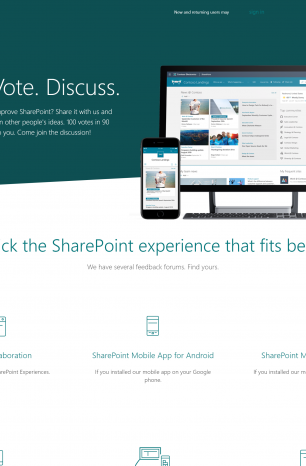 New and returning users may sign in
Vote. Discuss.
mprove SharePoint? Share it with us and
n other people's ideas. 100 votes in 90
you. Come join the discussion!
ck the SharePoint experience that fits be
We have several feedback forums. Find yours.
aboration
SharePoint Mobile App for Android
SharePoint M
rePoint Experiences.
If you installed our mobile app on your Google
phone.
If you installed our m